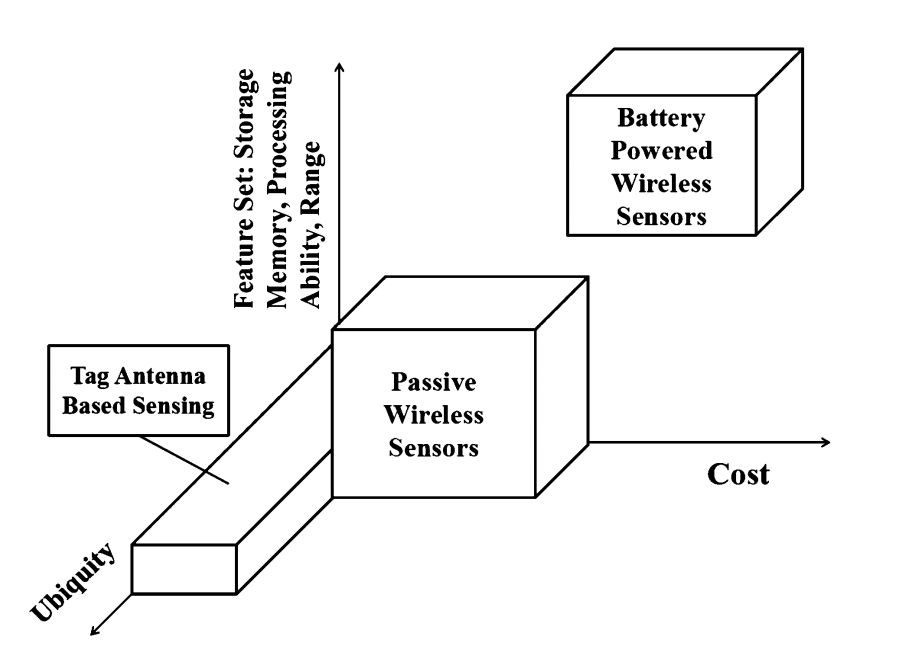 Feature Set: Storage
Memory, Processing
Ability, Range
Battery
Powered
Wireless
Sensors
Tag Antenna
Based Sensing
Passive
Wireless
Sensors
Cost
Ubiquity